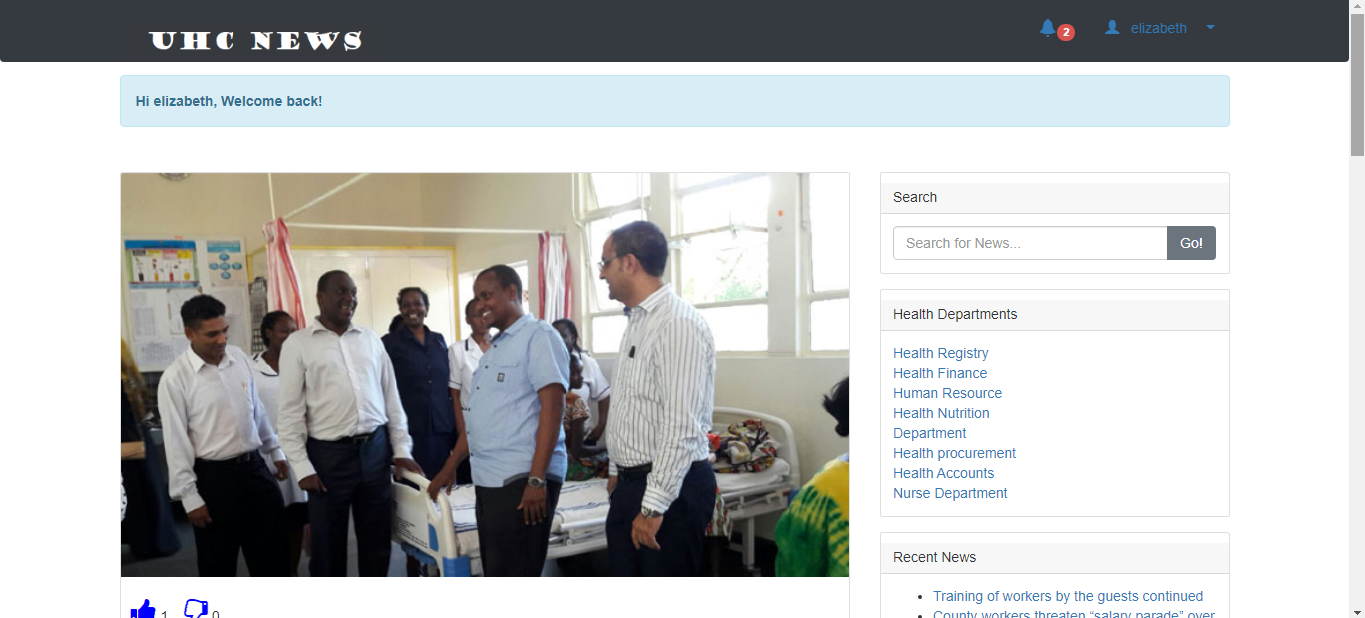 UHC NEWS
2
elizabeth
Hi elizabeth, Welcome back!
Search
Search for News...
Go!
Health Departments
Health Registry
Health Finance
Human Resource
Health Nutrition
Department
Health procurement
Health Accounts
Nurse Department
Recent News
Training of workers by the guests continued
County workers threaten “salary parade” over
1
0